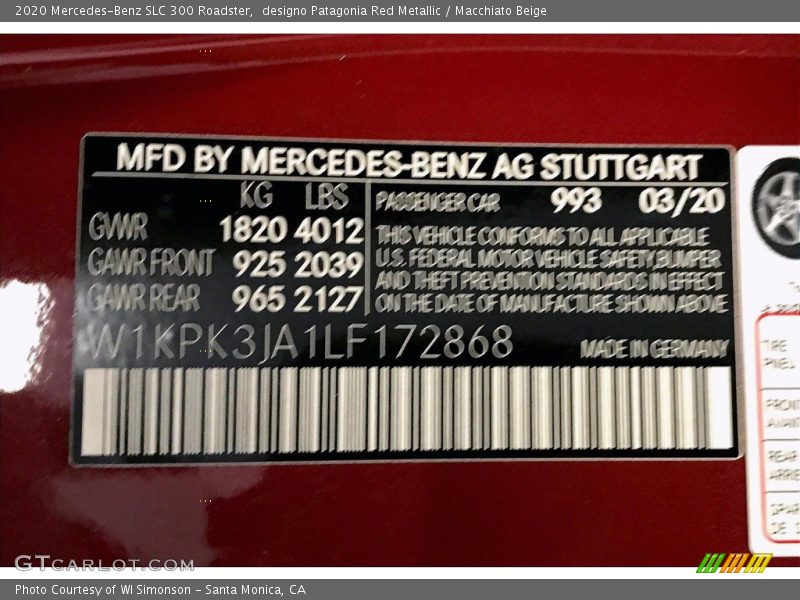 2020 Mercedes-Benz SLC 300 Roadster,  designo Patagonia Red Metallic / Macchiato Beige
MFD BY MERCEDES-BENZ AG STUTTGART
KG LBS
GVWR 1820 4012
GAWR FRONT 925 2039
GAWR REAR 965 2127
PASSENGER CAR 993 03/20
THIS VEHICLE CONFORMS TO ALL APPLICABLE
U.S. FEDERAL MOTOR VEHICLE SAFETY, BUMPER
AND THEFT PREVENTION STANDARDS IN EFFECT
ON THE DATE OF MANUFACTURE SHOWN ABOVE
W1KPK3JA1LF172868
MADE IN GERMANY
TIRE
FRONT
REAR
GTCARLOT.COM
Photo Courtesy of WI Simonson - Santa Monica, CA